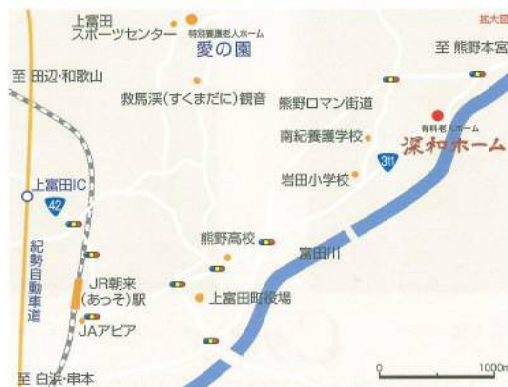 上富田
スポーツセンター
特別養護老人ホーム
愛の園
拡大図
至 熊野本宮
至 田辺・和歌山
救馬渓(すくまだに)観音
熊野ロマン街道
有料老人ホーム
深和ホーム
南紀養護学校
311
岩田小学校
上富田IC
42
熊野高校
富田川
紀勢自動車道
JR朝来
(あっそ)駅
上富田町役場
JAアピア
至 白浜・串本
0
1000m